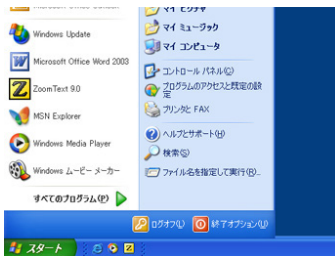 Windows Update
Microsoft Office Word 2003
ZoomText 9.0
MSN Explorer
Windows Media Player
Windows ムービー メーカー
すべてのプログラム(P)
マイ ピクチャ
マイ ミュージック
マイ コンピュータ
コントロール パネル(C)
プログラムのアクセスと既定の設
定
プリンタと FAX
ヘルプとサポート(H)
検索(S)
ファイル名を指定して実行(R)...
ログオフ(L)
終了オプション(U)
スタート